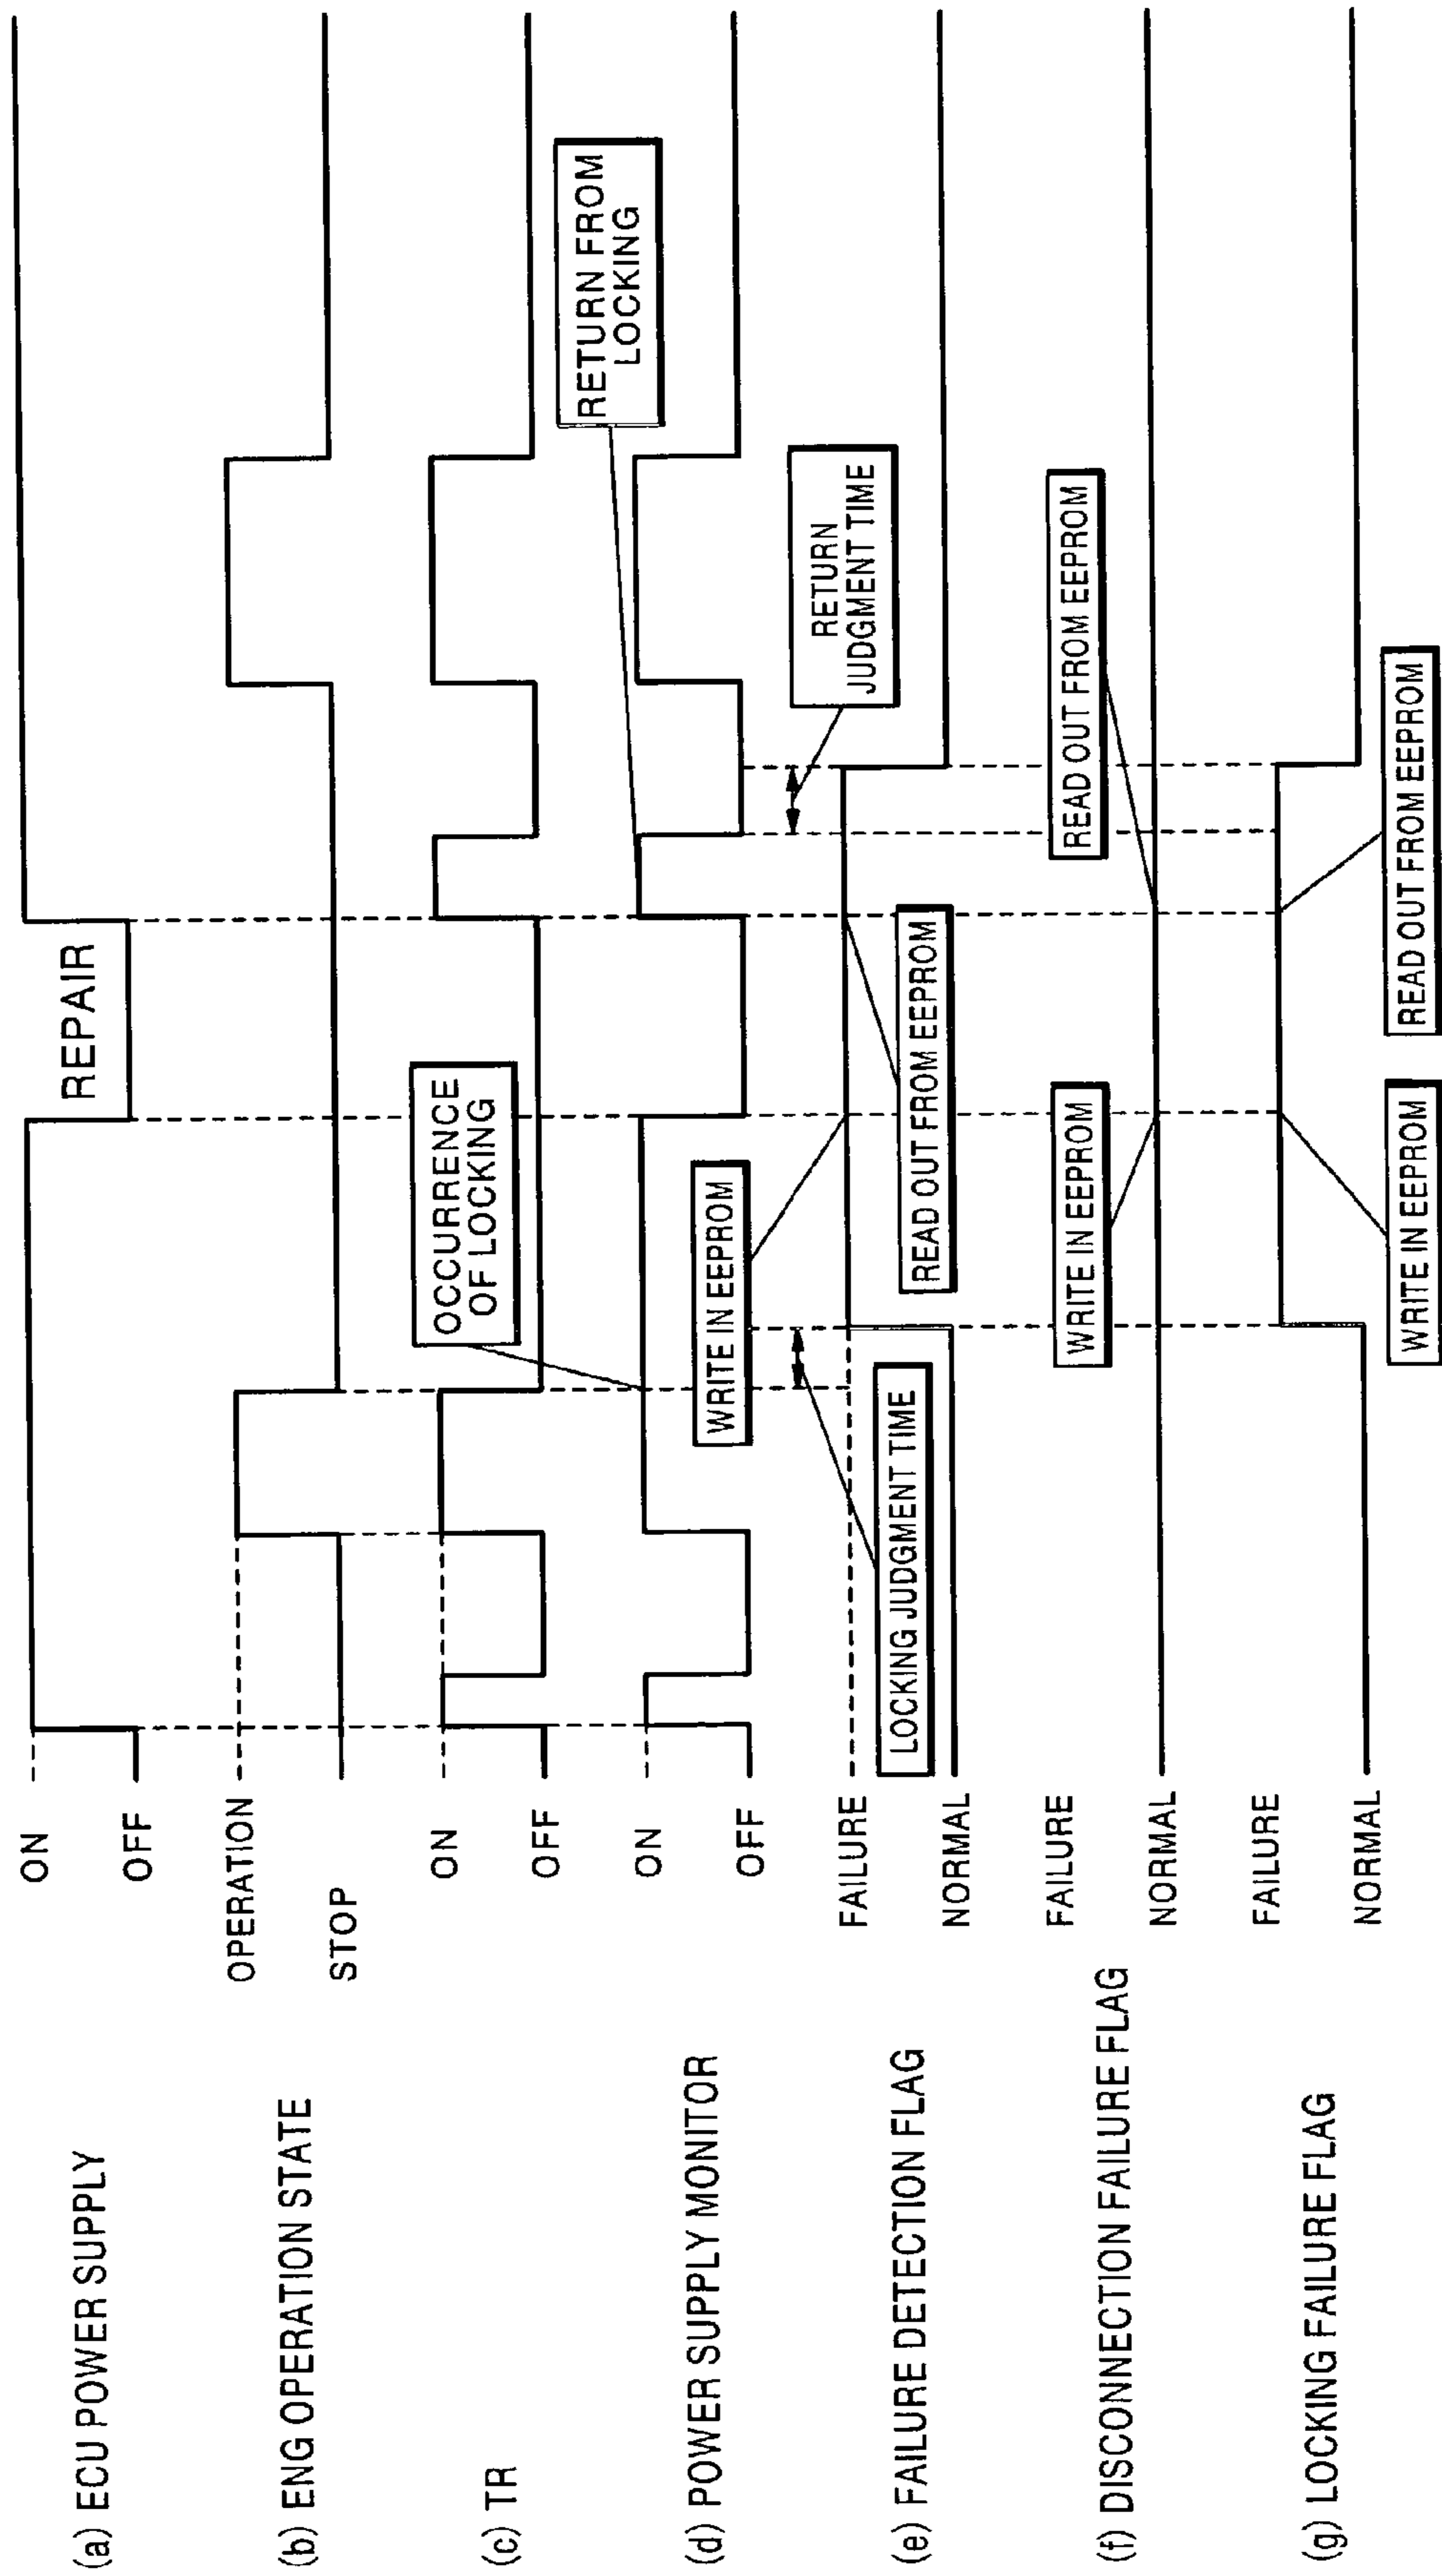 (a) ECU POWER SUPPLY
ON
OFF
REPAIR
(b) ENG OPERATION STATE
OPERATION
STOP
(c) TR
ON
OFF
OCCURRENCE
OF LOCKING
RETURN FROM
LOCKING
(d) POWER SUPPLY MONITOR
ON
OFF
WRITE IN EEPROM
RETURN
JUDGMENT TIME
(e) FAILURE DETECTION FLAG
FAILURE
NORMAL
LOCKING JUDGMENT TIME
READ OUT FROM EEPROM
(f) DISCONNECTION FAILURE FLAG
FAILURE
NORMAL
WRITE IN EEPROM
READ OUT FROM EEPROM
(g) LOCKING FAILURE FLAG
FAILURE
NORMAL
WRITE IN EEPROM
READ OUT FROM EEPROM